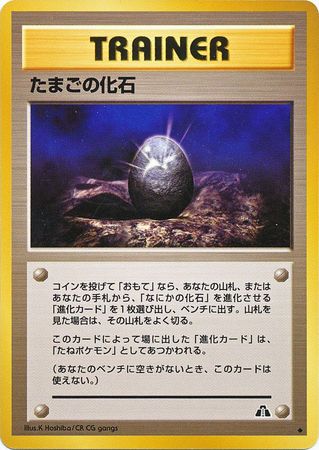 TRAINER
たまごの化石
コインを投げて「おもて」なら、あなたの山札、または
あなたの手札から、「なにかの化石」を進化させる
「進化カード」を1枚選び出し、ベンチに出す。山札を
見た場合は、その山札をよく切る。
このカードによって場に出した「進化カード」は、
「たねポケモン」としてあつかわれる。
（あなたのベンチに空きがないとき、このカードは
使えない。)
Illus.K Hoshiba/CR CG gangs